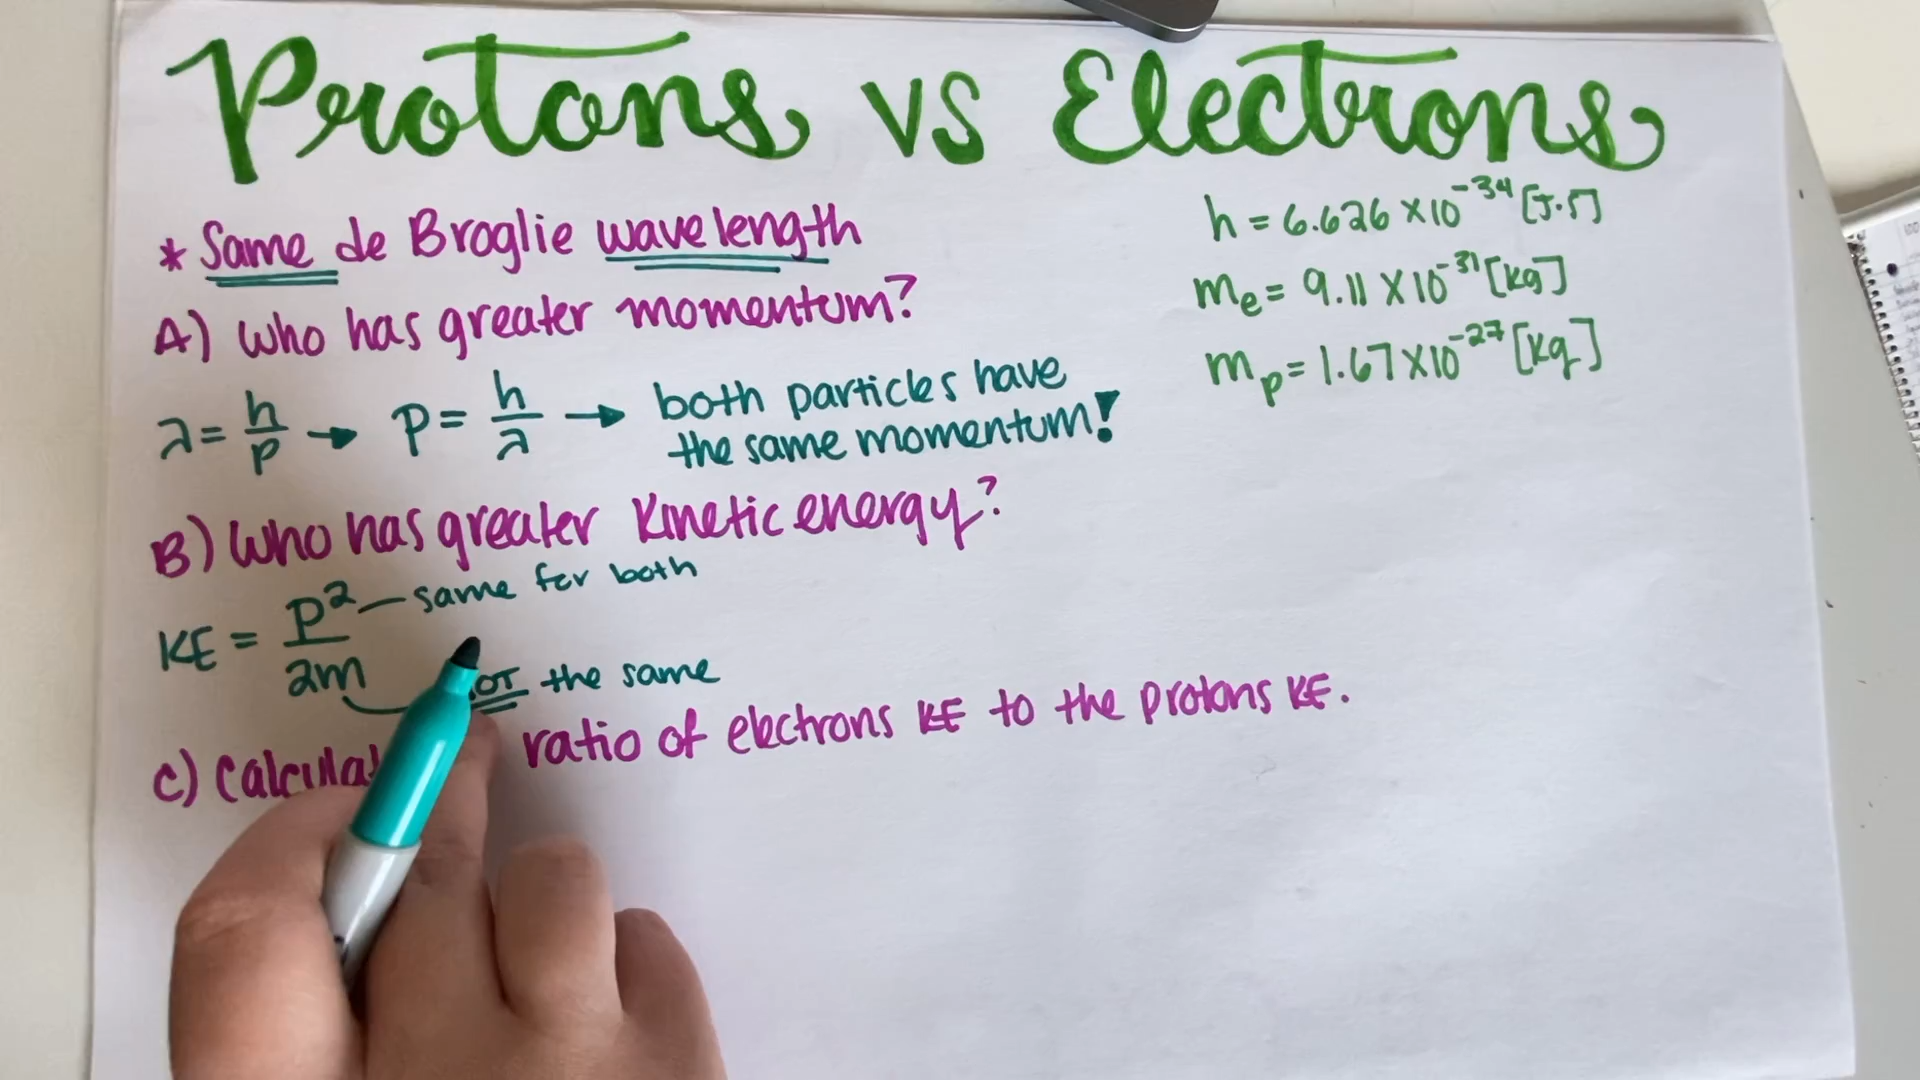 Protons vs Electrons
* Same de Broglie wavelength
h = 6.626 x 10^-34 [J·s]
me = 9.11 x 10^-31 [kg]
mp = 1.67 x 10^-27 [kg]
A) Who has greater momentum?
λ = h/p → p = h/λ → both particles have
the same momentum!
B) Who has greater kinetic energy?
KE = p²/2m
same for both
the same
C) ratio of electrons KE to the protons KE.